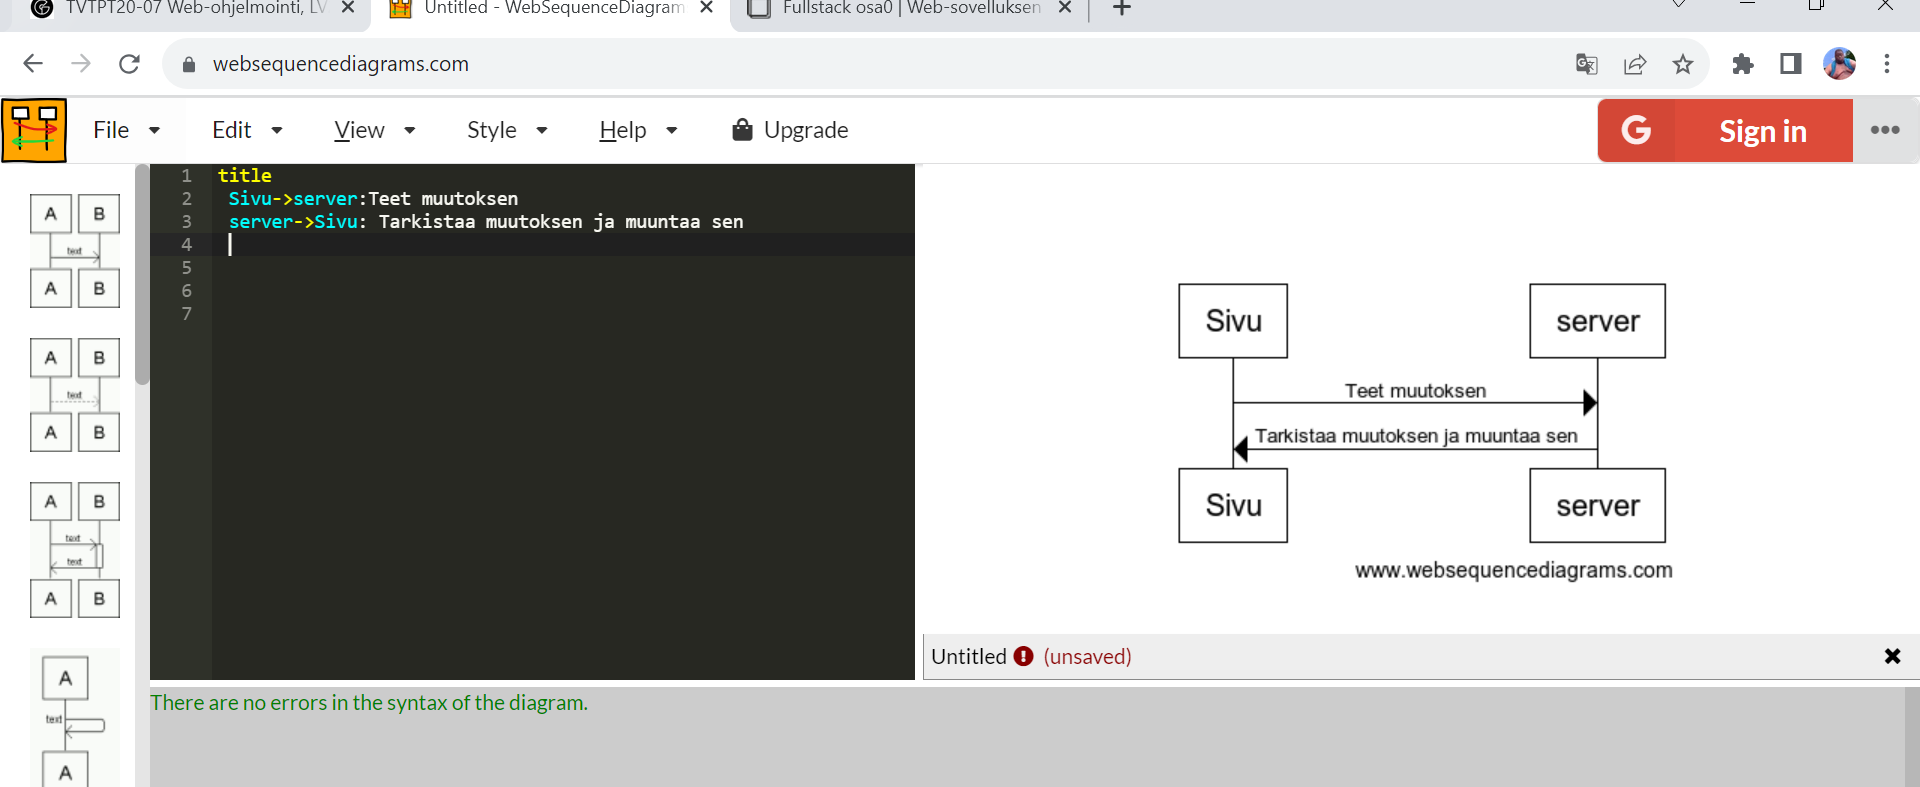 TVTPT20-07 Web-ohjelmointi, LV
Untitled - WebSequenceDiagram
Fullstack osa0 | Web-sovelluksen
websequencediagrams.com
File Edit View Style Help Upgrade
G Sign in
A B
text
A B
A B
text
A B
A B
text
text
A B
A
text
A
1 title
2 Sivu->server:Teet muutoksen
3 server->Sivu: Tarkistaa muutoksen ja muuntaa sen
4
5
6
7
Sivu server
Teet muutoksen
Tarkistaa muutoksen ja muuntaa sen
Sivu server
www.websequencediagrams.com
Untitled (unsaved)
There are no errors in the syntax of the diagram.